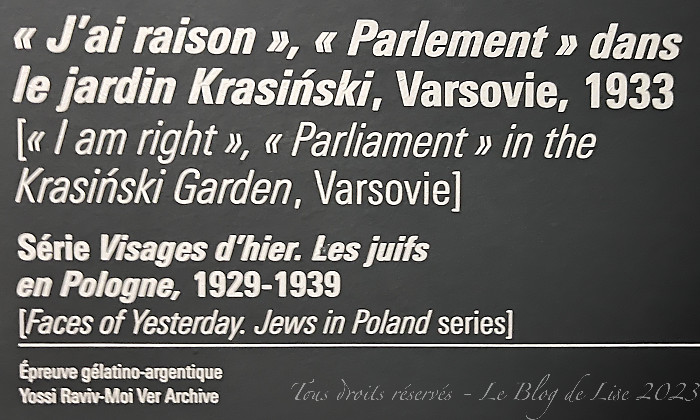 « J'ai raison », « Parlement » dans
le jardin Krasiński, Varsovie, 1933
[« I am right », « Parliament » in the
Krasiński Garden, Varsovie]
Série Visages d'hier. Les juifs
en Pologne, 1929-1939
[Faces of Yesterday. Jews in Poland series]
Épreuve gélatino-argentique
Yossi Raviv-Moi Ver Archive
Tous droits réservés - Le Blog de Lise 2023